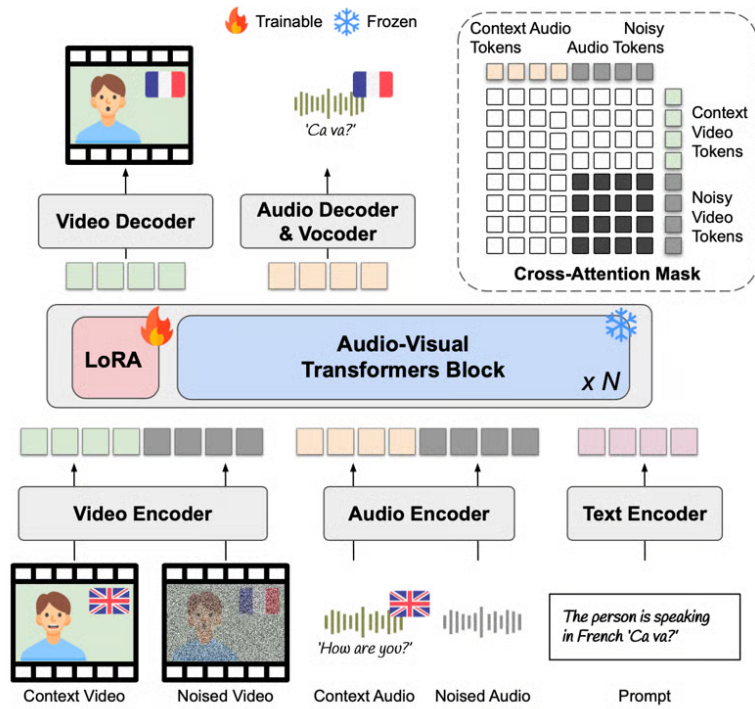 Trainable
Frozen
Context Audio Noisy
Tokens Audio Tokens
Context
Video
Tokens
Noisy
Video
Tokens
Cross-Attention Mask
'Ca va?'
Video Decoder
Audio Decoder
& Vocoder
LoRA
Audio-Visual
Transformers Block
x N
Video Encoder
Audio Encoder
Text Encoder
'How are you?'
The person is speaking
in French 'Ca va?'
Context Video
Noised Video
Context Audio
Noised Audio
Prompt